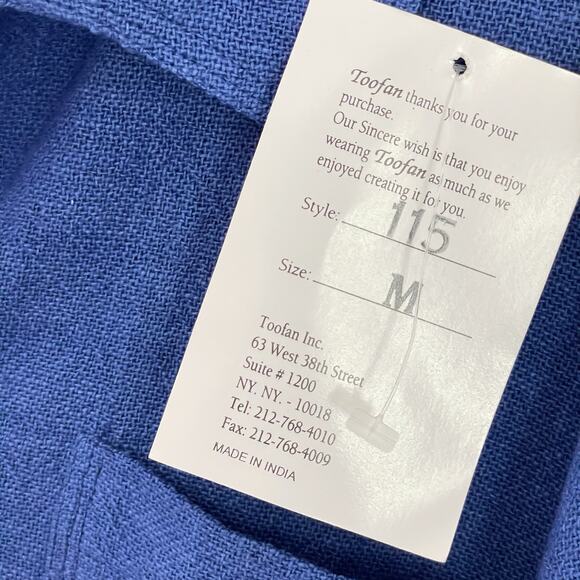 Toofan thanks you for your
purchase.
Our Sincere wish is that you enjoy
wearing Toofan as much as we
enjoyed creating it for you.
Style: 115
Size: M
Toofan Inc.
63 West 38th Street
Suite # 1200
NY. NY. - 10018
Tel: 212-768-4010
Fax: 212-768-4009
MADE IN INDIA